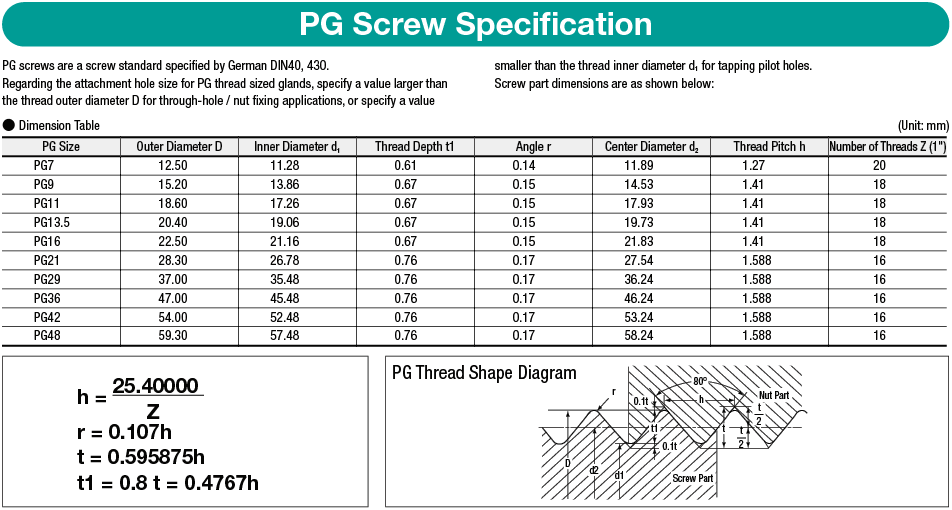 PG Screw Specification
PG screws are a screw standard specified by German DIN40, 430.
Regarding the attachment hole size for PG thread sized glands, specify a value larger than
the thread outer diameter D for through-hole / nut fixing applications, or specify a value
smaller than the thread inner diameter d₁ for tapping pilot holes.
Screw part dimensions are as shown below:
● Dimension Table (Unit: mm)
PG Size Outer Diameter D Inner Diameter d₁ Thread Depth t1 Angle r Center Diameter d₂ Thread Pitch h Number of Threads Z (1")
PG7 12.50 11.28 0.61 0.14 11.89 1.27 20
PG9 15.20 13.86 0.67 0.15 14.53 1.41 18
PG11 18.60 17.26 0.67 0.15 17.93 1.41 18
PG13.5 20.40 19.06 0.67 0.15 19.73 1.41 18
PG16 22.50 21.16 0.67 0.15 21.83 1.41 18
PG21 28.30 26.78 0.76 0.17 27.54 1.588 16
PG29 37.00 35.48 0.76 0.17 36.24 1.588 16
PG36 47.00 45.48 0.76 0.17 46.24 1.588 16
PG42 54.00 52.48 0.76 0.17 53.24 1.588 16
PG48 59.30 57.48 0.76 0.17 58.24 1.588 16
h = 25.40000
Z
r = 0.107h
t = 0.595875h
t1 = 0.8 t = 0.4767h
PG Thread Shape Diagram
80°
r
0.1t
h
Nut Part
t
2
t1
t
t
2
0.1t
D
d2
d1
Screw Part